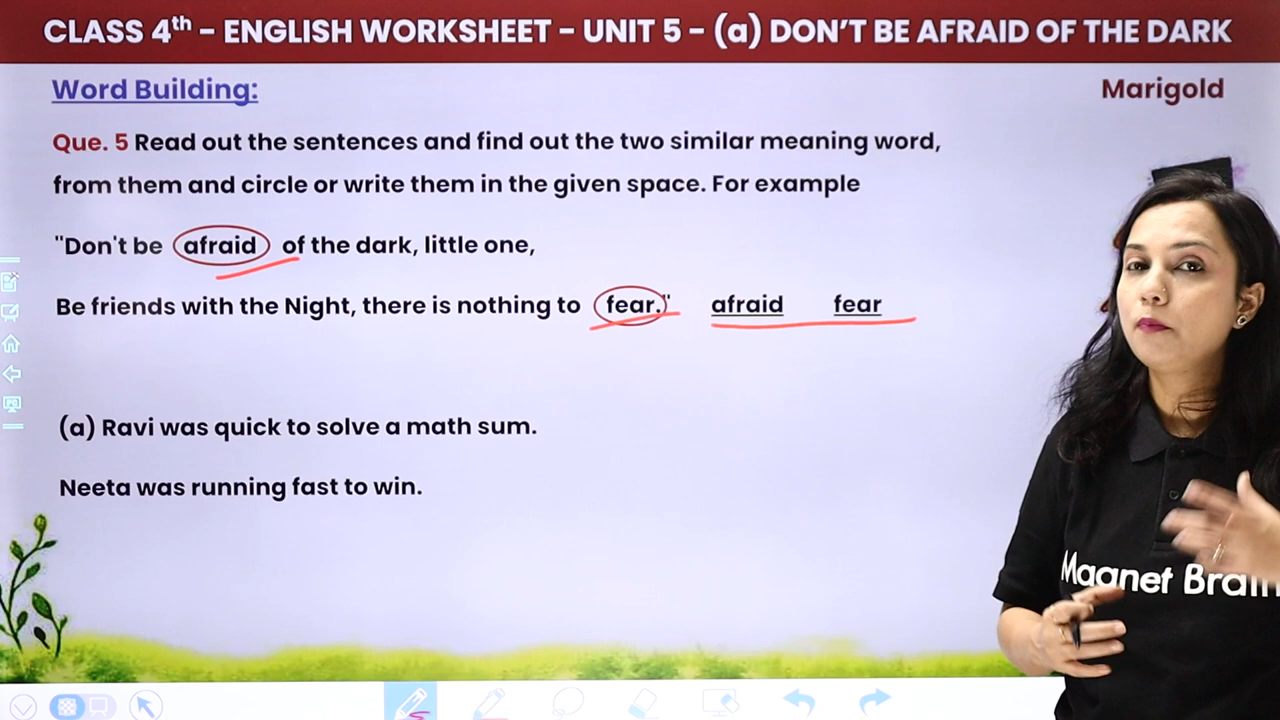 CLASS 4th – ENGLISH WORKSHEET – UNIT 5 – (a) DON'T BE AFRAID OF THE DARK
Word Building:
Marigold
Que. 5 Read out the sentences and find out the two similar meaning word,
from them and circle or write them in the given space. For example
"Don't be afraid of the dark, little one,
Be friends with the Night, there is nothing to fear." afraid fear
(a) Ravi was quick to solve a math sum.
Neeta was running fast to win.
Magnet Brain